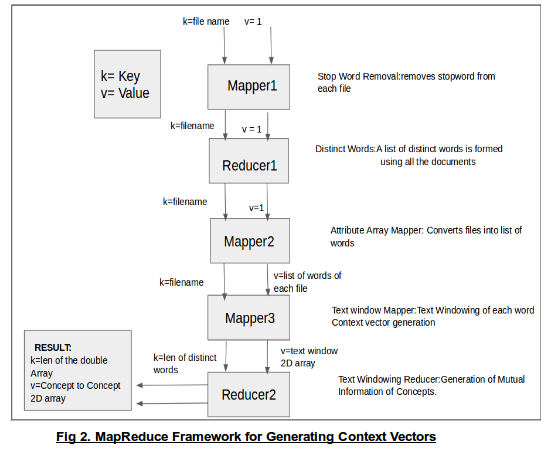 k=file name v= 1
k= Key
v= Value
Mapper1
Stop Word Removal:removes stopword from
each file
k=filename v = 1
Reducer1
Distinct Words:A list of distinct words is formed
using all the documents
k=filename v=1
Mapper2
Attribute Array Mapper: Converts files into list of
words
k=filename
v=list of words of
each file
Mapper3
Text window Mapper:Text Windowing of each word
Context vector generation
k=len of distinct
words
v=text window
2D array
RESULT:
k=len of the double
Array
v=Concept to Concept
2D array
Reducer2
Text Windowing Reducer:Generation of Mutual
Information of Concepts.
Fig 2. MapReduce Framework for Generating Context Vectors